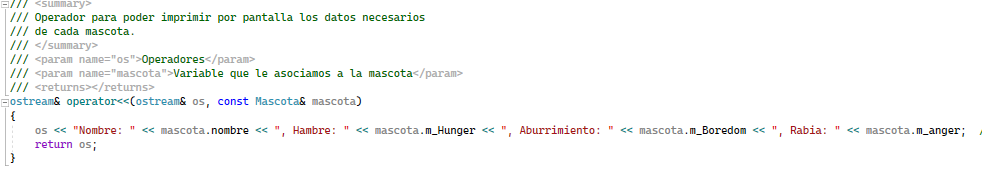 /// <summary>
/// Operador para poder imprimir por pantalla los datos necesarios
/// de cada mascota.
/// </summary>
/// <param name="os">Operadores</param>
/// <param name="mascota">Variable que le asociamos a la mascota</param>
/// <returns></returns>
ostream& operator<<(ostream& os, const Mascota& mascota)
{
    os << "Nombre: " << mascota.nombre << ", Hambre: " << mascota.m_Hunger << ", Aburrimiento: " << mascota.m_Boredom << ", Rabia: " << mascota.m_anger; /
    return os;
}